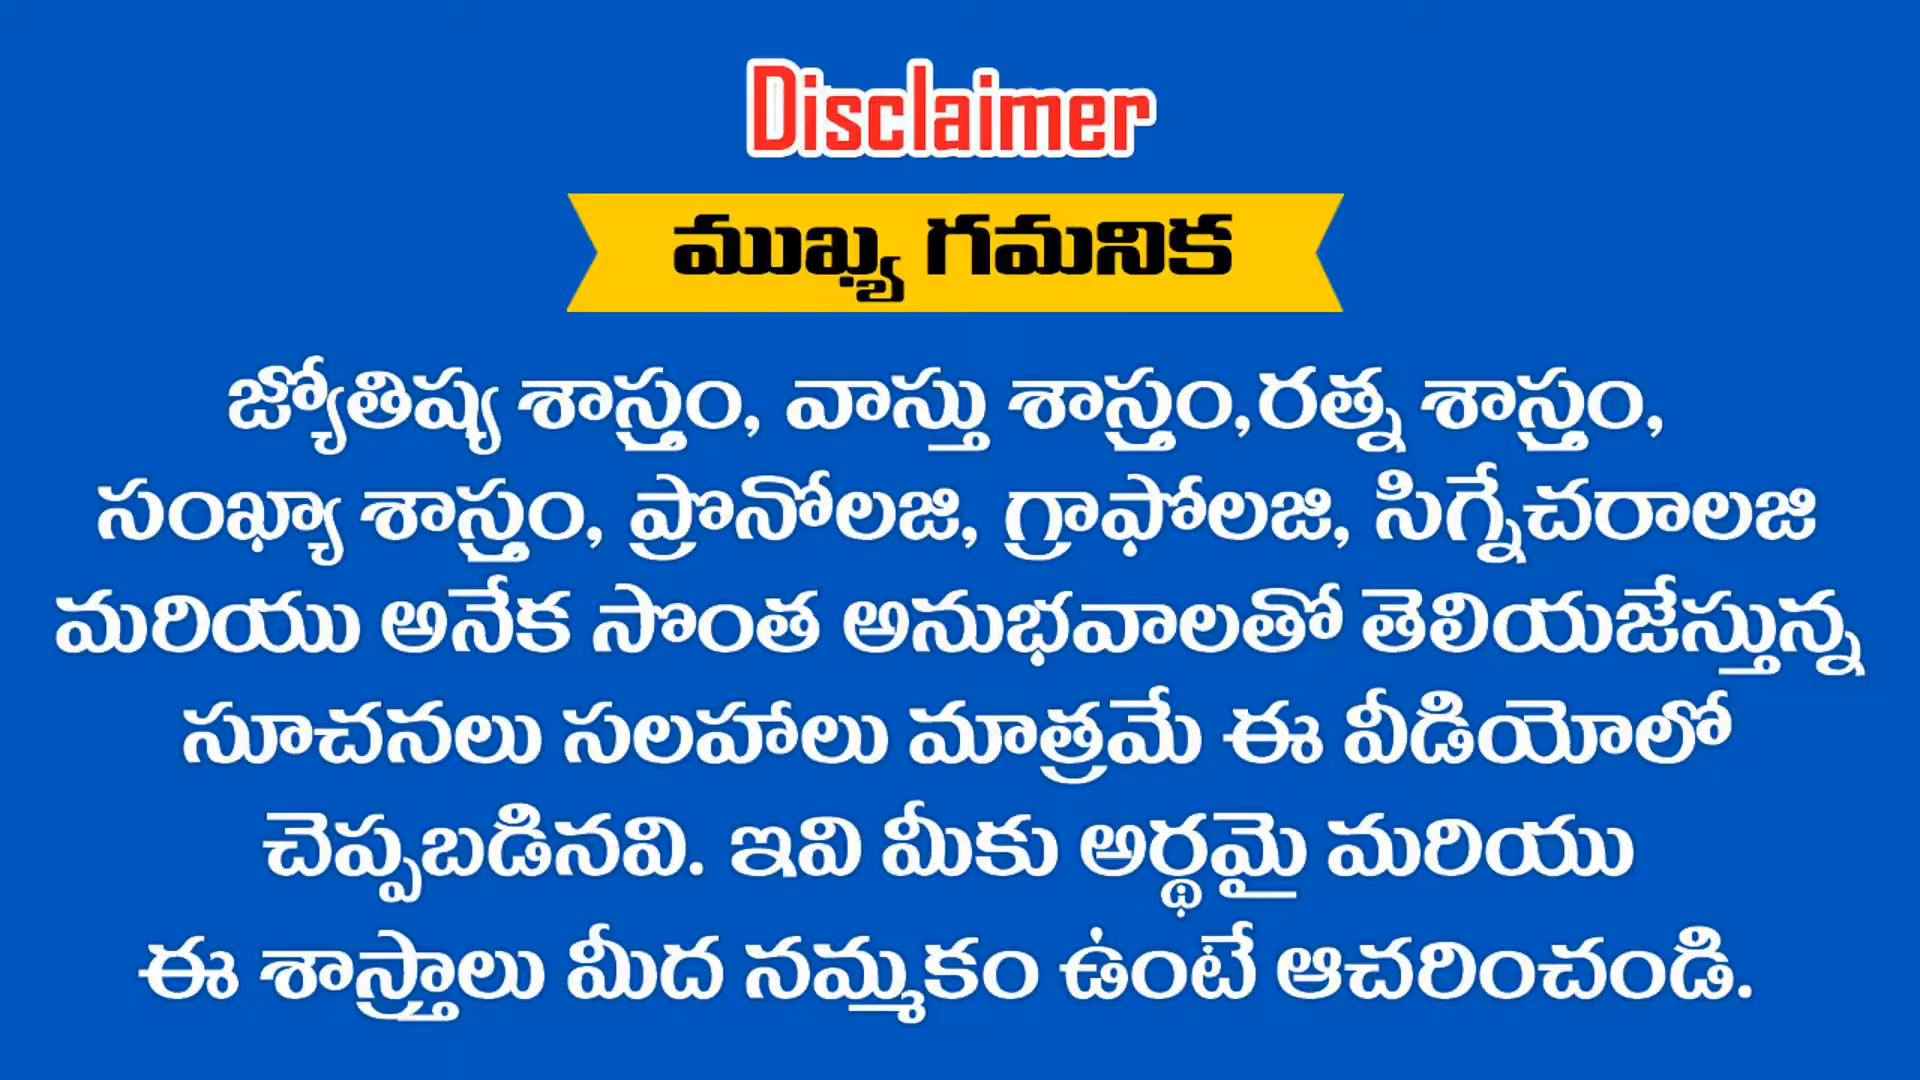 Disclaimer
ముఖ్య గమనిక
జ్యోతిష్య శాస్త్రం, వాస్తు శాస్త్రం,రత్న శాస్త్రం,
సంఖ్యా శాస్త్రం, ప్రొనోలజి, గ్రాఫోలజి, సిగ్నేచరాలజి
మరియు అనేక సొంత అనుభవాలతో తెలియజేస్తున్న
సూచనలు సలహాలు మాత్రమే ఈ వీడియోలో
చెప్పబడినవి. ఇవి మీకు అర్థమై మరియు
ఈ శాస్త్రాలు మీద నమ్మకం ఉంటే ఆచరించండి.